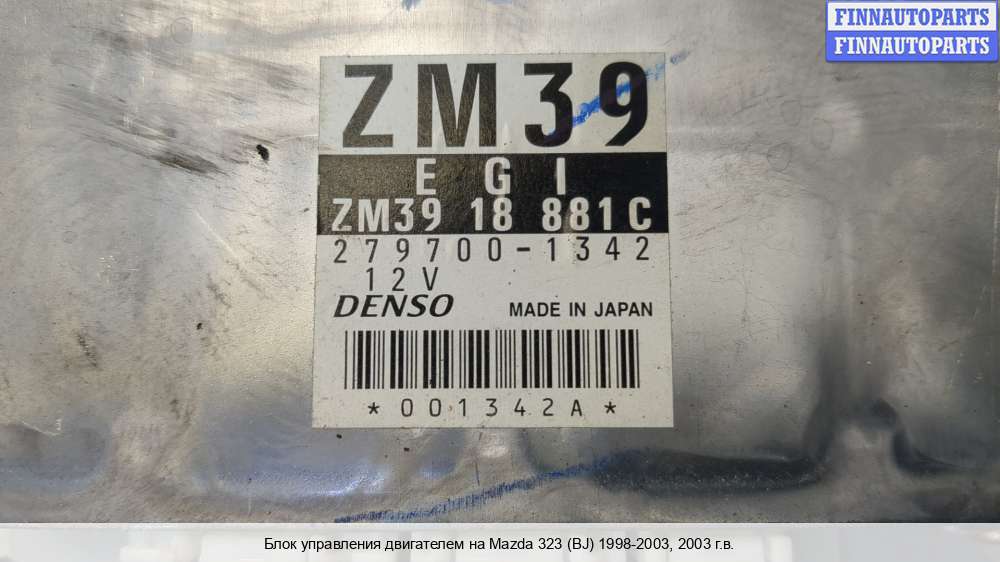 FINNAUTOPARTS
FINNAUTOPARTS
ZM39
EGI
ZM39 18 881C
279700-1342
12V
DENSO MADE IN JAPAN
*001342A*
Блок управления двигателем на Mazda 323 (BJ) 1998-2003, 2003 г.в.